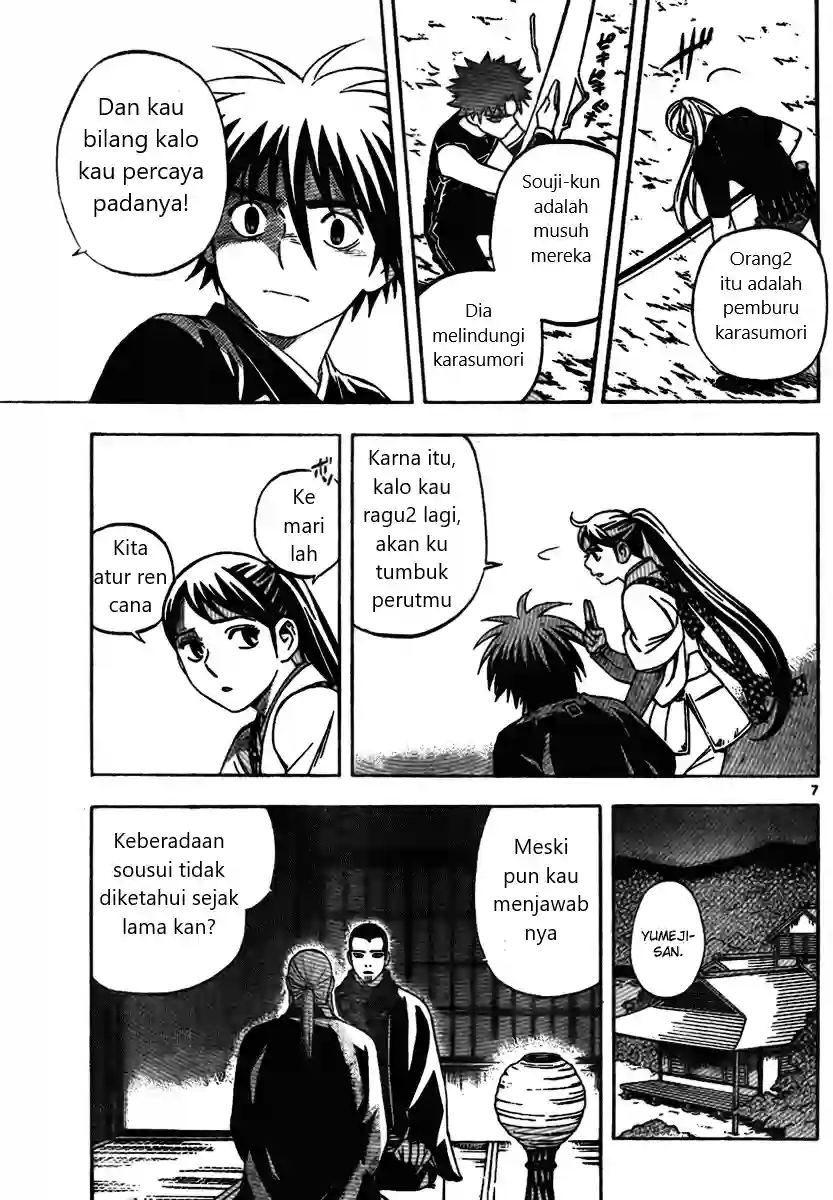 Orang2
itu adalah
pemburu
karasumori
Souji-kun
adalah
musuh
mereka
Dia
melindungi
karasumori
Dan kau
bilang kalo
kau percaya
padanya!
Karna itu,
kalo kau
ragu2 lagi,
akan ku
tumbuk
perutmu
Ke
mari
lah
Kita
atur ren
cana
7
YUMEJI-
SAN.
Meski
pun kau
menjawab
nya
Keberadaan
sousui tidak
diketahui sejak
lama kan?